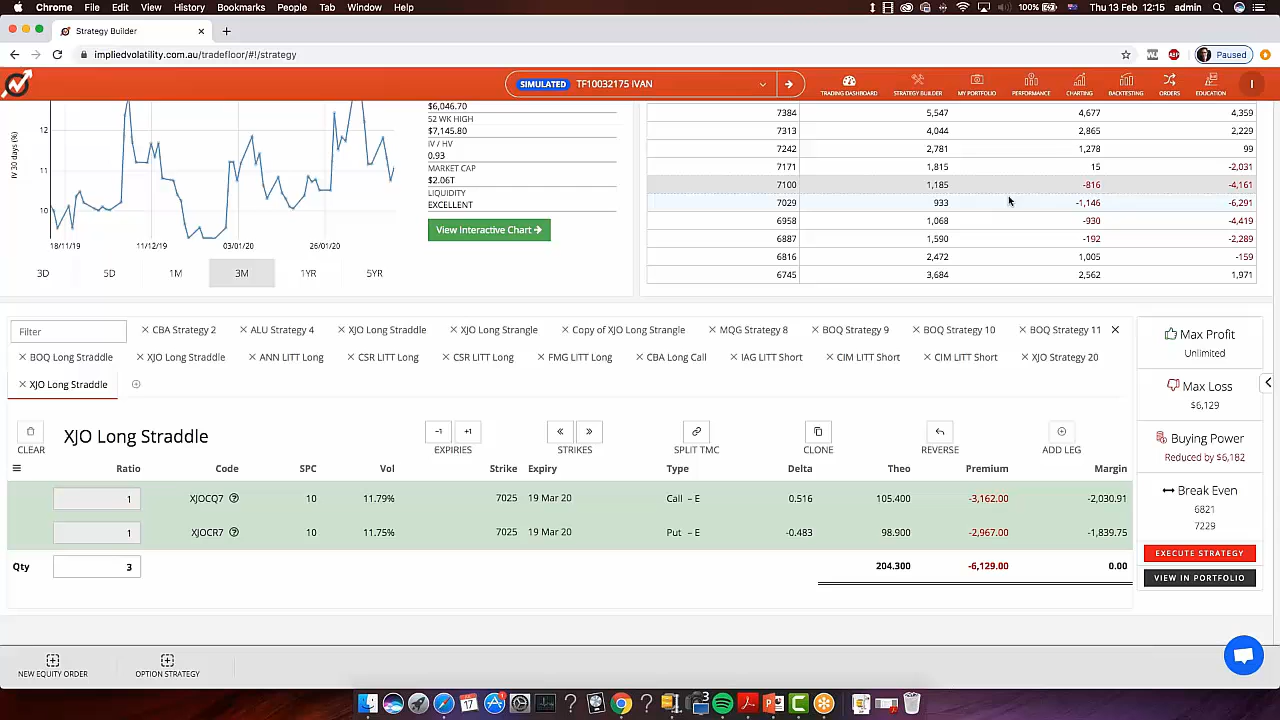 Chrome File Edit View History Bookmarks People Tab Window Help 100% Thu 13 Feb 12:15 admin
Strategy Builder
impliedvolatility.com.au/tradefloor/#!/strategy ABP Paused
SIMULATED TF10032175 IVAN TRADING DASHBOARD STRATEGY BUILDER MY PORTFOLIO PERFORMANCE CHARTING BACKTESTING ORDERS EDUCATION I
IV 30 days (%)
12
11
10
18/11/19 11/12/19 03/01/20 26/01/20
3D 5D 1M 3M 1YR 5YR
$6,046.70
52 WK HIGH
$7,145.80
IV / HV
0.93
MARKET CAP
$2.06T
LIQUIDITY
EXCELLENT
View Interactive Chart
7384 5,547 4,677 4,359
7313 4,044 2,865 2,229
7242 2,781 1,278 99
7171 1,815 15 -2,031
7100 1,185 -816 -4,161
7029 933 -1,146 -6,291
6958 1,068 -930 -4,419
6887 1,590 -192 -2,289
6816 2,472 1,005 -159
6745 3,684 2,562 1,971
Filter CBA Strategy 2 ALU Strategy 4 XJO Long Straddle XJO Long Strangle Copy of XJO Long Strangle MQG Strategy 8 BOQ Strategy 9 BOQ Strategy 10 BOQ Strategy 11
BOQ Long Straddle XJO Long Straddle ANN LITT Long CSR LITT Long CSR LITT Long FMG LITT Long CBA Long Call IAG LITT Short CIM LITT Short CIM LITT Short XJO Strategy 20
XJO Long Straddle
CLEAR XJO Long Straddle -1 +1 EXPIRIES STRIKES SPLIT TMC CLONE REVERSE ADD LEG
Ratio Code SPC Vol Strike Expiry Type Delta Theo Premium Margin
1 XJOCQ7 10 11.79% 7025 19 Mar 20 Call – E 0.516 105.400 -3,162.00 -2,030.91
1 XJOCR7 10 11.75% 7025 19 Mar 20 Put – E -0.483 98.900 -2,967.00 -1,839.75
Qty 3 204.300 -6,129.00 0.00
Max Profit
Unlimited
Max Loss
$6,129
Buying Power
Reduced by $6,182
Break Even
6821
7229
EXECUTE STRATEGY
VIEW IN PORTFOLIO
NEW EQUITY ORDER OPTION STRATEGY